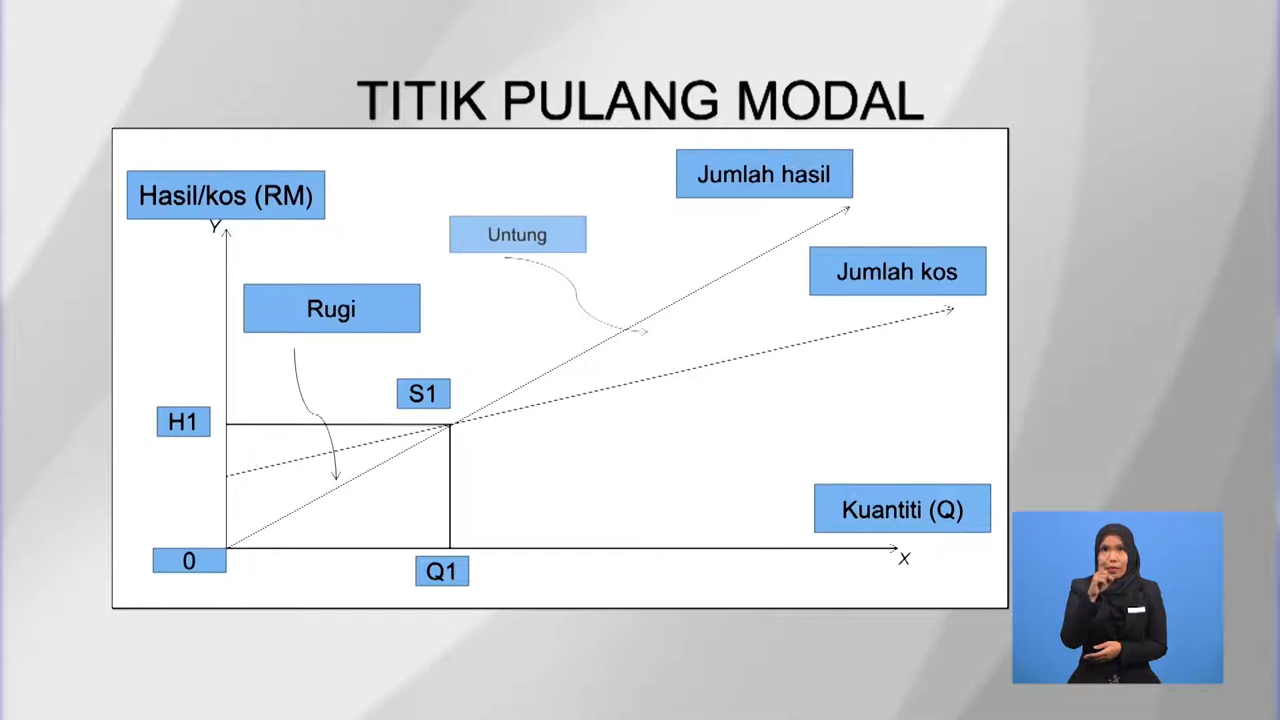 TITIK PULANG MODAL
Jumlah hasil
Hasil/kos (RM)
Y
Untung
Jumlah kos
Rugi
S1
H1
Kuantiti (Q)
0
Q1
X